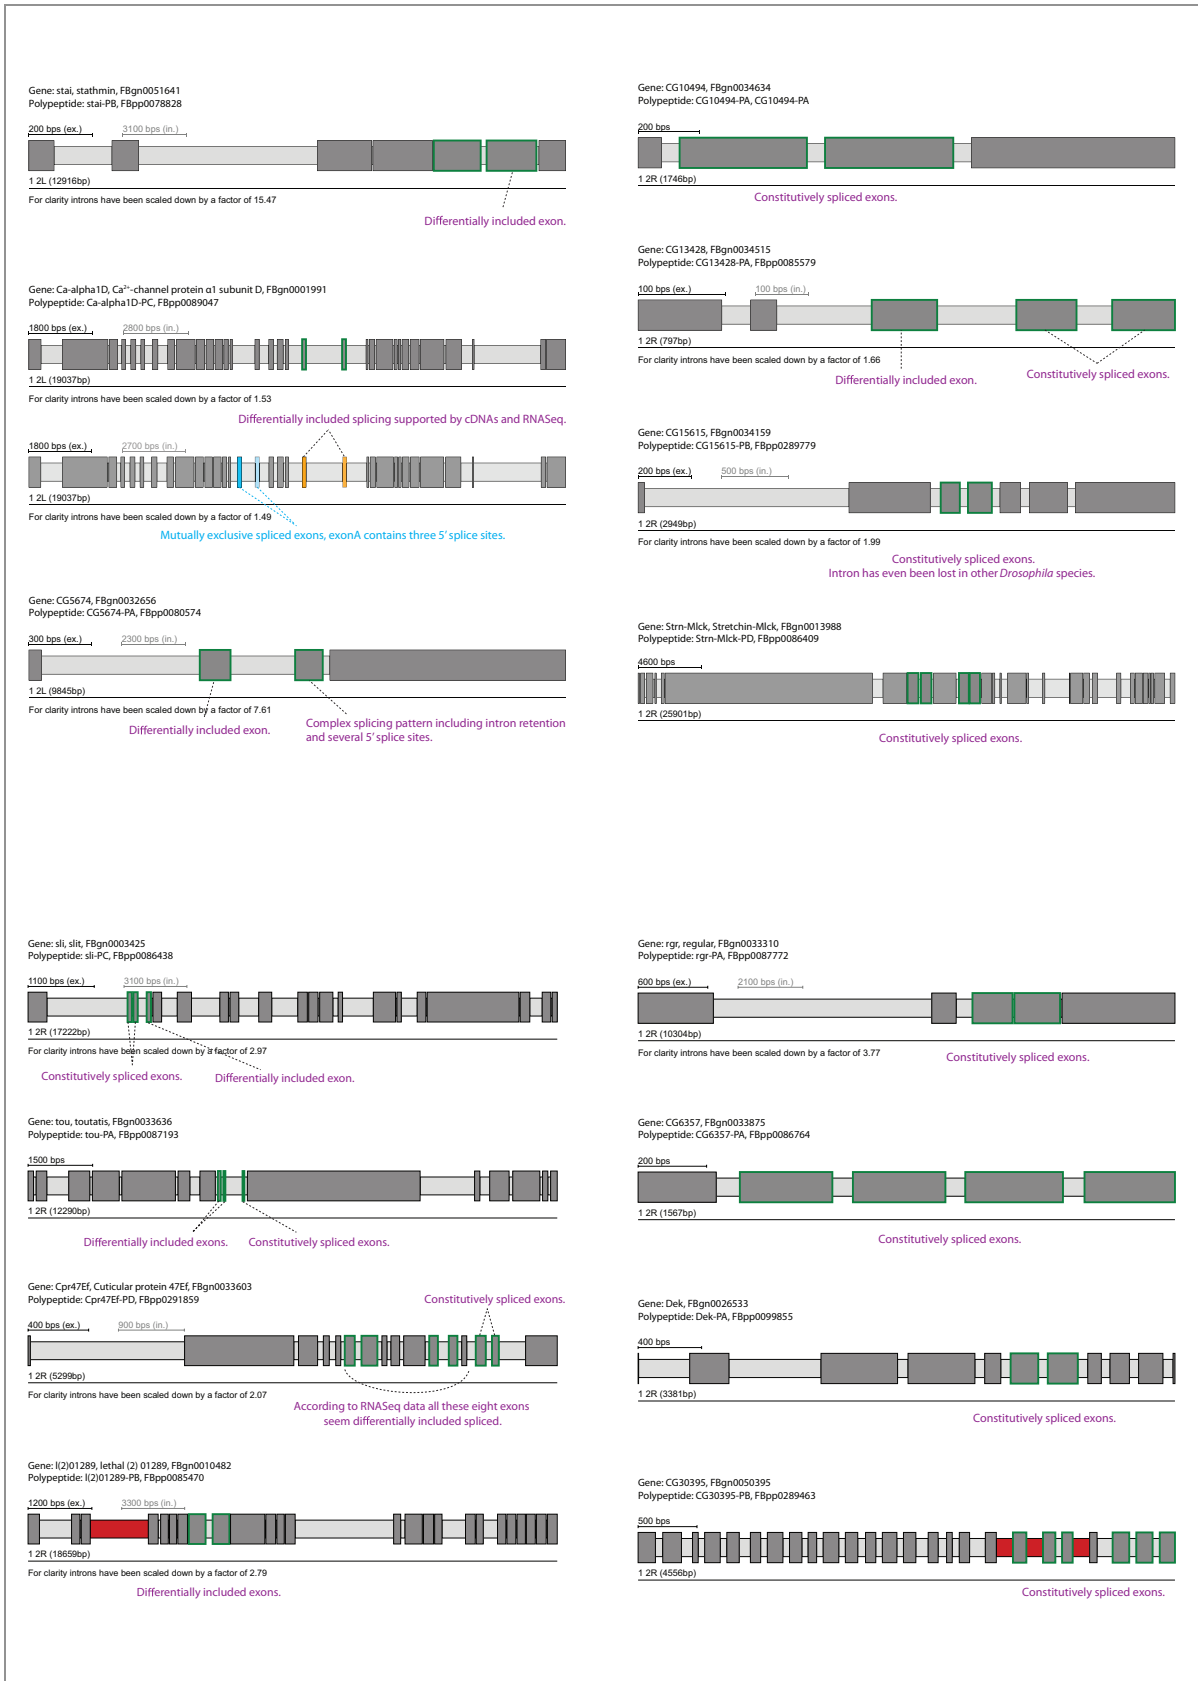 Gene: stai, stathmin, FBgn0051641
Polypeptide: stai-PB, FBpp0078828
200 bps (ex.) 3100 bps (in.)
1 2L (12916bp)
For clarity introns have been scaled down by a factor of 15.47
Differentially included exon.
Gene: Ca-alpha1D, Ca²⁺-channel protein α1 subunit D, FBgn0001991
Polypeptide: Ca-alpha1D-PC, FBpp0089047
1800 bps (ex.) 2800 bps (in.)
1 2L (19037bp)
For clarity introns have been scaled down by a factor of 1.53
Differentially included splicing supported by cDNAs and RNASeq.
1800 bps (ex.) 2700 bps (in.)
1 2L (19037bp)
For clarity introns have been scaled down by a factor of 1.49
Mutually exclusive spliced exons, exonA contains three 5' splice sites.
Gene: CG5674, FBgn0032656
Polypeptide: CG5674-PA, FBpp0080574
300 bps (ex.) 2300 bps (in.)
1 2L (9845bp)
For clarity introns have been scaled down by a factor of 7.61
Differentially included exon.
Complex splicing pattern including intron retention
and several 5' splice sites.
Gene: CG10494, FBgn0034634
Polypeptide: CG10494-PA, CG10494-PA
200 bps
1 2R (1746bp)
Constitutively spliced exons.
Gene: CG13428, FBgn0034515
Polypeptide: CG13428-PA, FBpp0085579
100 bps (ex.) 100 bps (in.)
1 2R (797bp)
For clarity introns have been scaled down by a factor of 1.66
Differentially included exon.
Constitutively spliced exons.
Gene: CG15615, FBgn0034159
Polypeptide: CG15615-PB, FBpp0289779
200 bps (ex.) 500 bps (in.)
1 2R (2949bp)
For clarity introns have been scaled down by a factor of 1.99
Constitutively spliced exons.
Intron has even been lost in other Drosophila species.
Gene: Strn-Mlck, Stretchin-Mlck, FBgn0013988
Polypeptide: Strn-Mlck-PD, FBpp0086409
4600 bps
1 2R (25901bp)
Constitutively spliced exons.
Gene: sli, slit, FBgn0003425
Polypeptide: sli-PC, FBpp0086438
1100 bps (ex.) 3100 bps (in.)
1 2R (17222bp)
For clarity introns have been scaled down by a factor of 2.97
Constitutively spliced exons.
Differentially included exon.
Gene: tou, toutatis, FBgn0033636
Polypeptide: tou-PA, FBpp0087193
1500 bps
1 2R (12290bp)
Differentially included exons.
Constitutively spliced exons.
Gene: Cpr47Ef, Cuticular protein 47Ef, FBgn0033603
Polypeptide: Cpr47Ef-PD, FBpp0291859
Constitutively spliced exons.
400 bps (ex.) 900 bps (in.)
1 2R (5299bp)
For clarity introns have been scaled down by a factor of 2.07
According to RNASeq data all these eight exons
seem differentially included spliced.
Gene: l(2)01289, lethal (2) 01289, FBgn0010482
Polypeptide: l(2)01289-PB, FBpp0085470
1200 bps (ex.) 3300 bps (in.)
1 2R (18659bp)
For clarity introns have been scaled down by a factor of 2.79
Differentially included exons.
Gene: rgr, regular, FBgn0033310
Polypeptide: rgr-PA, FBpp0087772
600 bps (ex.) 2100 bps (in.)
1 2R (10304bp)
For clarity introns have been scaled down by a factor of 3.77
Constitutively spliced exons.
Gene: CG6357, FBgn0033875
Polypeptide: CG6357-PA, FBpp0086764
200 bps
1 2R (1567bp)
Constitutively spliced exons.
Gene: Dek, FBgn0026533
Polypeptide: Dek-PA, FBpp0099855
400 bps
1 2R (3381bp)
Constitutively spliced exons.
Gene: CG30395, FBgn0050395
Polypeptide: CG30395-PB, FBpp0289463
500 bps
1 2R (4556bp)
Constitutively spliced exons.